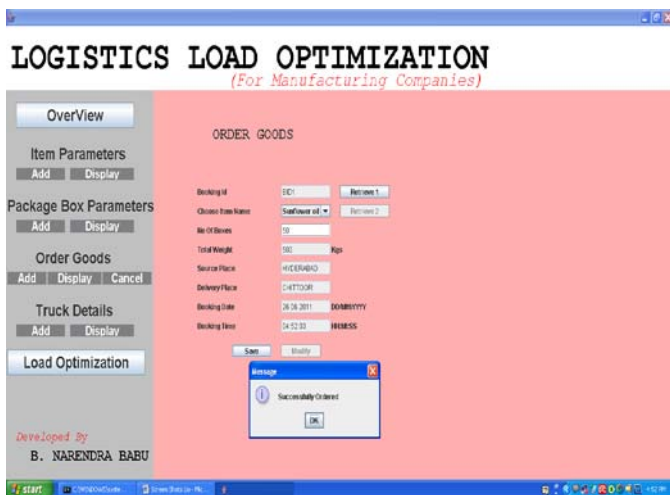 LOGISTICS LOAD OPTIMIZATION
(For Manufacturing Companies)
OverView
Item Parameters
Add Display
Package Box Parameters
Add Display
Order Goods
Add Display Cancel
Truck Details
Add Display
Load Optimization
Developed By
B. NARENDRA BABU
ORDER GOODS
Booking Id BID1 Retrieve 1
Choose Item Name Sunflower oil Retrieve 2
No Of Boxes 50
Total Weight Kgs
Source Place HYDERABAD
Delivery Place CHITTOOR
Booking Date 26.06.2011 DD/MM/YYYY
Booking Time 04:52:03 HH:MM:SS
Save Modify
Message
Successfully Ordered
OK
start